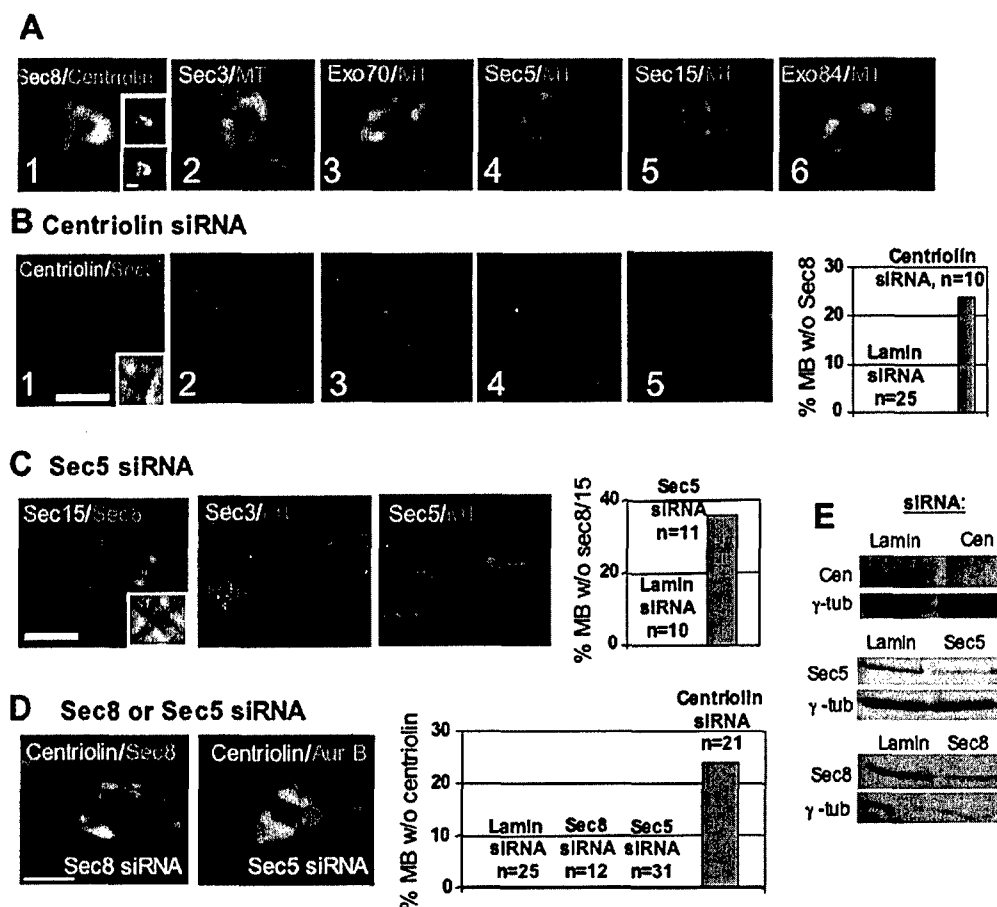 A
Sec8/Centriolin
Sec3/MT
Exo70/MT
Sec5/MT
Sec15/MT
Exo84/MT
1
2
3
4
5
6
B Centriolin siRNA
Centriolin/
1
2
3
4
5
% MB w/o Sec8
30
20
10
0
Centriolin
siRNA, n=10
Lamin
siRNA
n=25
C Sec5 siRNA
Sec15/
Sec3/
Sec5/MT
% MB w/o sec8/15
40
20
0
Sec5
siRNA
n=11
Lamin
siRNA
n=10
D Sec8 or Sec5 siRNA
Centriolin/Sec8
Sec8 siRNA
Centriolin/Aur B
Sec5 siRNA
% MB w/o centriolin
30
20
10
0
Lamin
siRNA
n=25
Sec8
siRNA
n=12
Sec5
siRNA
n=31
Centriolin
siRNA
n=21
E
siRNA:
Lamin Cen
Cen
γ-tub
Lamin Sec5
Sec5
γ-tub
Lamin Sec8
Sec8
γ-tub